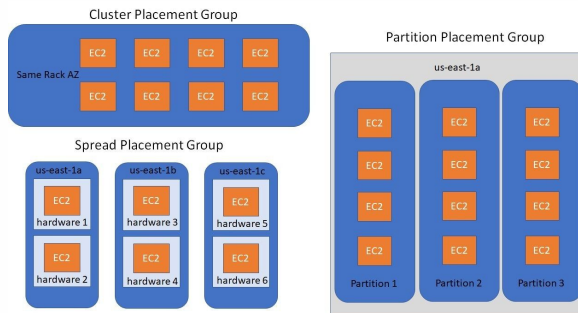 Cluster Placement Group
EC2 EC2 EC2 EC2
Same Rack AZ
EC2 EC2 EC2 EC2
Spread Placement Group
us-east-1a us-east-1b us-east-1c
EC2 EC2 EC2
hardware 1 hardware 3 hardware 5
EC2 EC2 EC2
hardware 2 hardware 4 hardware 6
Partition Placement Group
us-east-1a
EC2 EC2 EC2
EC2 EC2 EC2
EC2 EC2 EC2
EC2 EC2 EC2
Partition 1 Partition 2 Partition 3